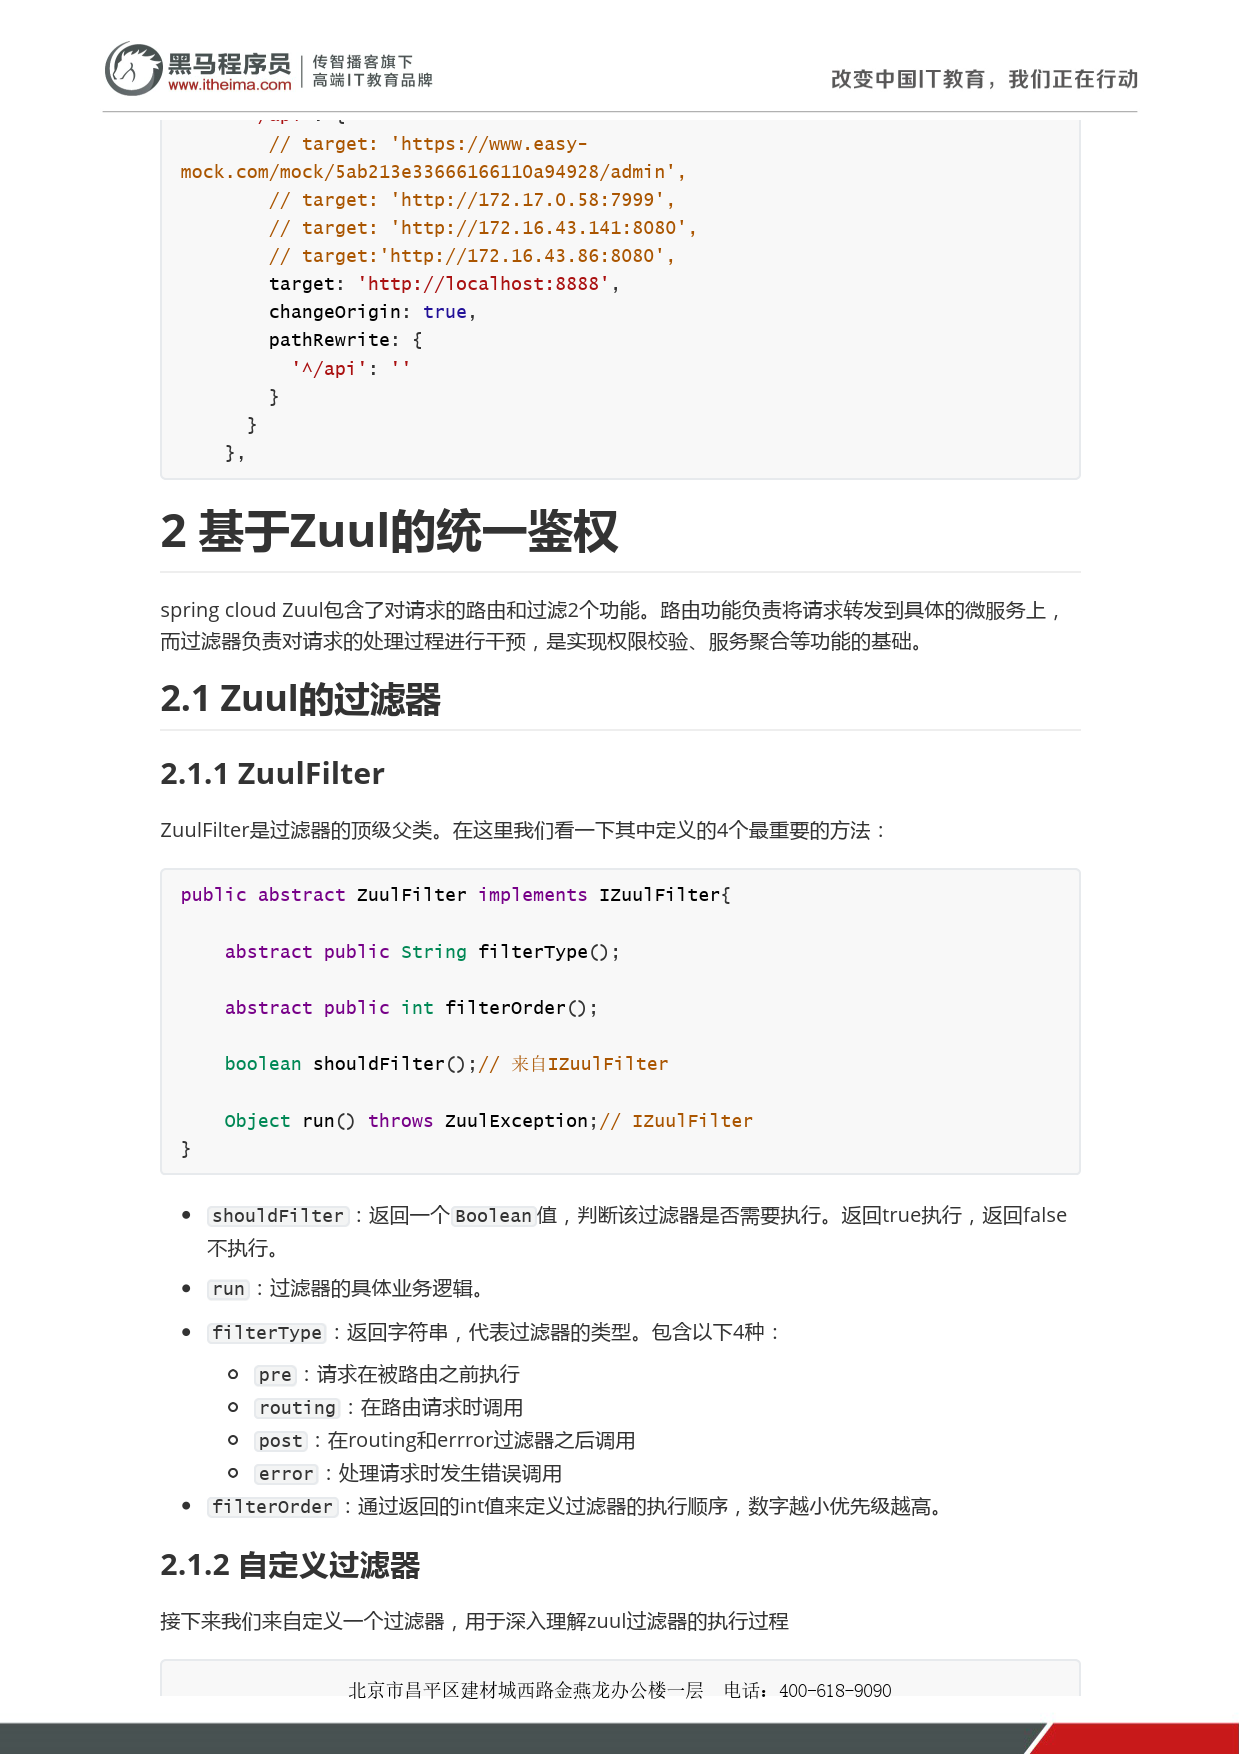 黑马程序员
www.itheima.com
传智播客旗下
高端IT教育品牌
改变中国IT教育，我们正在行动
// target: 'https://www.easy-
mock.com/mock/5ab213e33666166110a94928/admin',
// target: 'http://172.17.0.58:7999',
// target: 'http://172.16.43.141:8080',
// target:'http://172.16.43.86:8080',
target: 'http://localhost:8888',
changeOrigin: true,
pathRewrite: {
'^/api': ''
}
}
},
2 基于Zuul的统一鉴权
spring cloud Zuul包含了对请求的路由和过滤2个功能。路由功能负责将请求转发到具体的微服务上，
而过滤器负责对请求的处理过程进行干预，是实现权限校验、服务聚合等功能的基础。
2.1 Zuul的过滤器
2.1.1 ZuulFilter
ZuulFilter是过滤器的顶级父类。在这里我们看一下其中定义的4个最重要的方法：
public abstract ZuulFilter implements IZuulFilter{
abstract public String filterType();
abstract public int filterOrder();
boolean shouldFilter();// 来自IZuulFilter
Object run() throws ZuulException;// IZuulFilter
}
• shouldFilter：返回一个Boolean值，判断该过滤器是否需要执行。返回true执行，返回false
不执行。
• run：过滤器的具体业务逻辑。
• filterType：返回字符串，代表过滤器的类型。包含以下4种：
○ pre：请求在被路由之前执行
○ routing：在路由请求时调用
○ post：在routing和errror过滤器之后调用
○ error：处理请求时发生错误调用
• filterOrder：通过返回的int值来定义过滤器的执行顺序，数字越小优先级越高。
2.1.2 自定义过滤器
接下来我们来自定义一个过滤器，用于深入理解zuul过滤器的执行过程
北京市昌平区建材城西路金燕龙办公楼一层 电话：400-618-9090